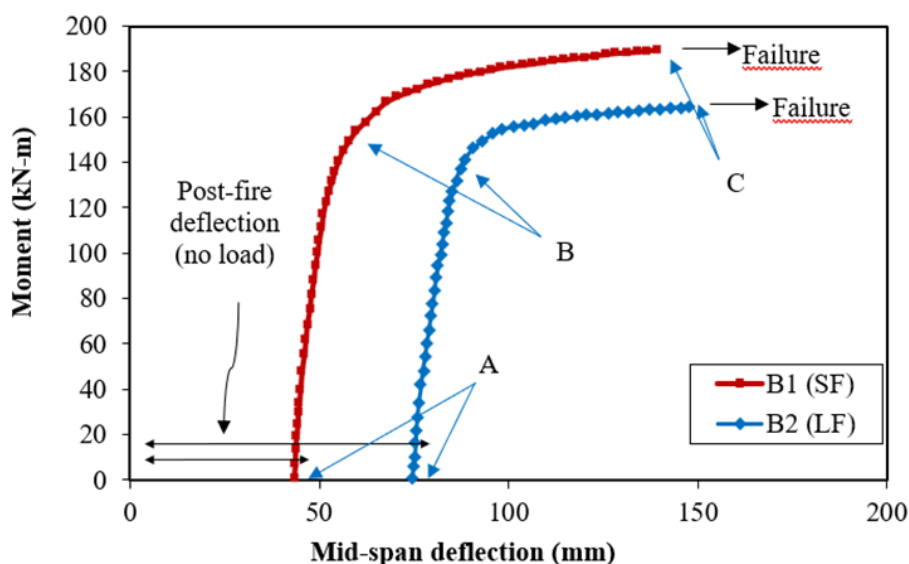 200
180
160
140
120
100
80
60
40
20
0
Moment (kN-m)
Failure
Failure
Post-fire
deflection
(no load)
A
B
C
B1 (SF)
B2 (LF)
0
50
100
150
200
Mid-span deflection (mm)